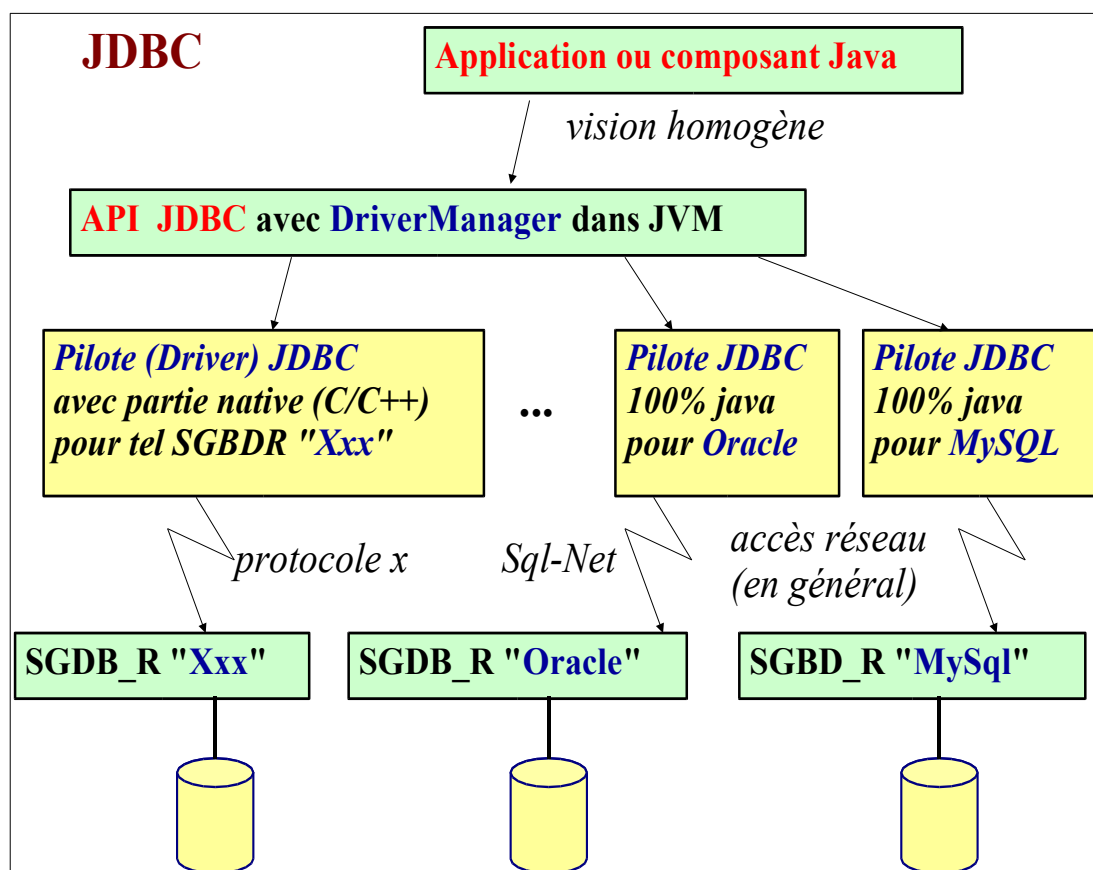 JDBC
Application ou composant Java
vision homogène
API JDBC avec DriverManager dans JVM
Pilote (Driver) JDBC
avec partie native (C/C++)
pour tel SGBDR "Xxx"
...
Pilote JDBC
100% java
pour Oracle
Pilote JDBC
100% java
pour MySQL
protocole x
Sql-Net
accès réseau
(en général)
SGDB_R "Xxx"
SGDB_R "Oracle"
SGBD_R "MySql"